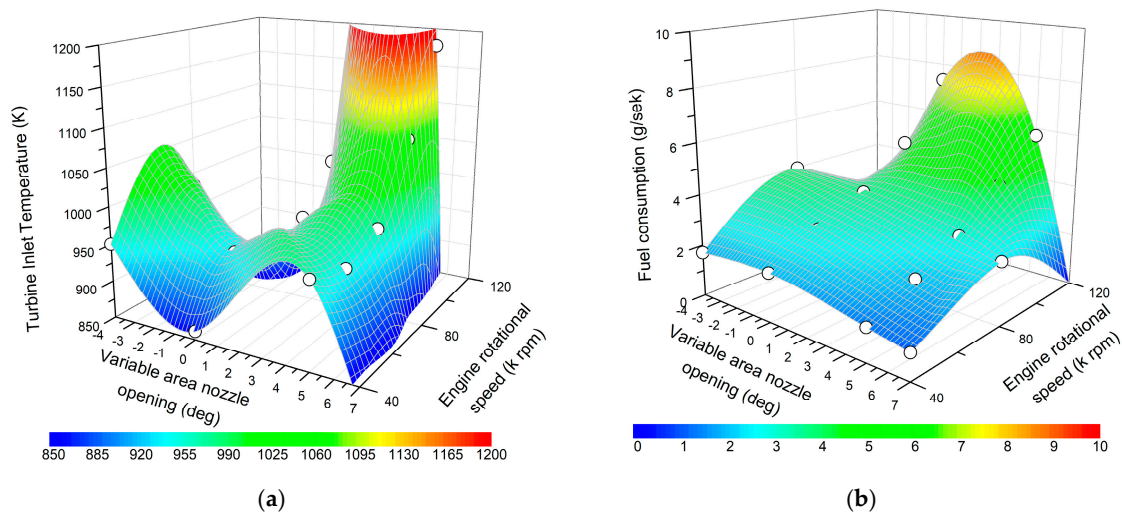 1200
1150
1100
1050
1000
950
900
850
Turbine Inlet Temperature (K)
-4 -3 -2 -1 0 1 2 3 4 5 6 7
Variable area nozzle
opening (deg)
40 80 120
Engine rotational
speed (k rpm)
850 885 920 955 990 1025 1060 1095 1130 1165 1200
(a)
10
8
6
4
2
0
Fuel consumption (g/sek)
-4 -3 -2 -1 0 1 2 3 4 5 6 7
Variable area nozzle
opening (deg)
40 80 120
Engine rotational
speed (k rpm)
0 1 2 3 4 5 6 7 8 9 10
(b)